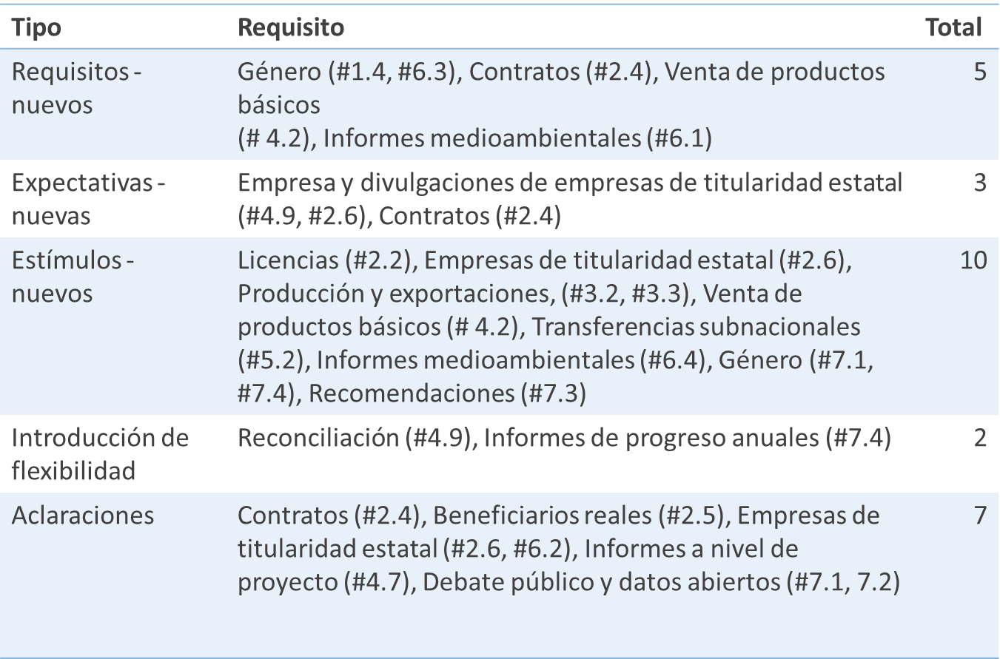 Tipo Requisito Total
Requisitos - nuevos Género (#1.4, #6.3), Contratos (#2.4), Venta de productos 5
básicos
(# 4.2), Informes medioambientales (#6.1)
Expectativas - nuevas Empresa y divulgaciones de empresas de titularidad estatal 3
(#4.9, #2.6), Contratos (#2.4)
Estímulos - nuevos Licencias (#2.2), Empresas de titularidad estatal (#2.6), 10
Producción y exportaciones, (#3.2, #3.3), Venta de
productos básicos (# 4.2), Transferencias subnacionales
(#5.2), Informes medioambientales (#6.4), Género (#7.1,
#7.4), Recomendaciones (#7.3)
Introducción de flexibilidad Reconciliación (#4.9), Informes de progreso anuales (#7.4) 2
Aclaraciones Contratos (#2.4), Beneficiarios reales (#2.5), Empresas de 7
titularidad estatal (#2.6, #6.2), Informes a nivel de
proyecto (#4.7), Debate público y datos abiertos (#7.1, 7.2)